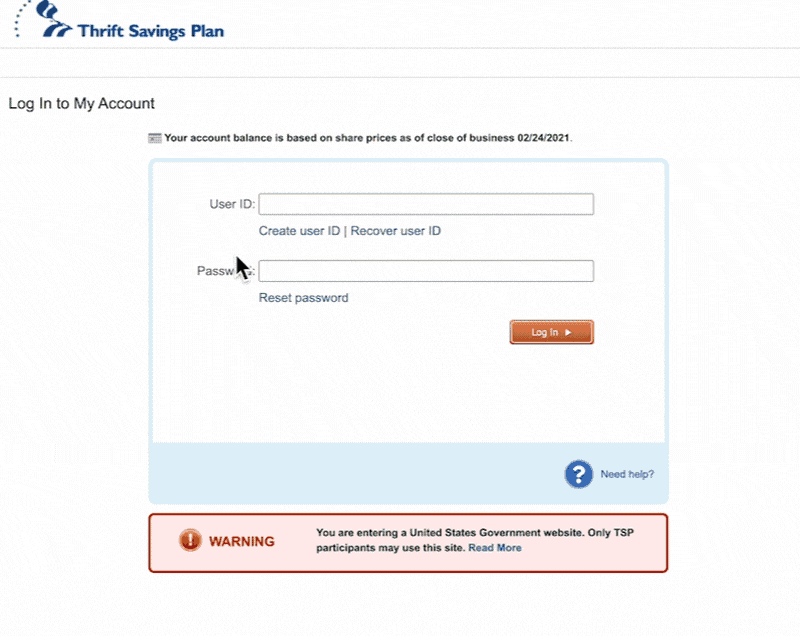 Thrift Savings Plan
Log In to My Account
Your account balance is based on share prices as of close of business 02/24/2021.
User ID:
Create user ID | Recover user ID
Reset password
Log In
Need help?
WARNING
You are entering a United States Government website. Only TSP
participants may use this site. Read More